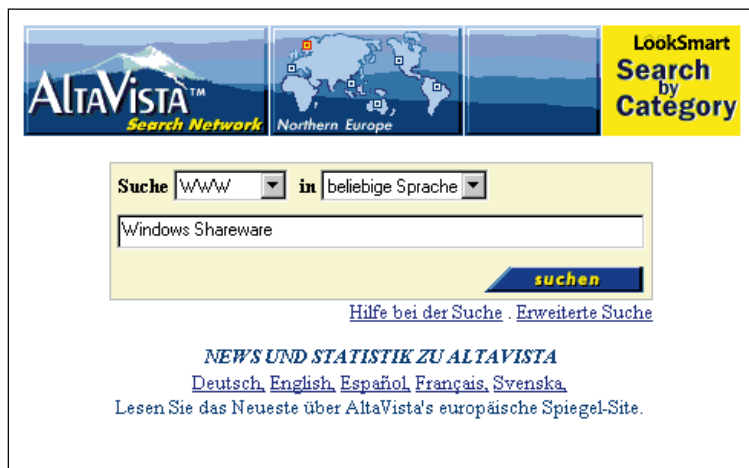 ALTAVISTA™
Search Network
Northern Europe
LookSmart
Search
by
Category
Suche WWW in beliebige Sprache
Windows Shareware
suchen
Hilfe bei der Suche . Erweiterte Suche
NEWS UND STATISTIK ZU ALTAVISTA
Deutsch, English, Español, Français, Svenska,
Lesen Sie das Neueste über AltaVista's europäische Spiegel-Site.